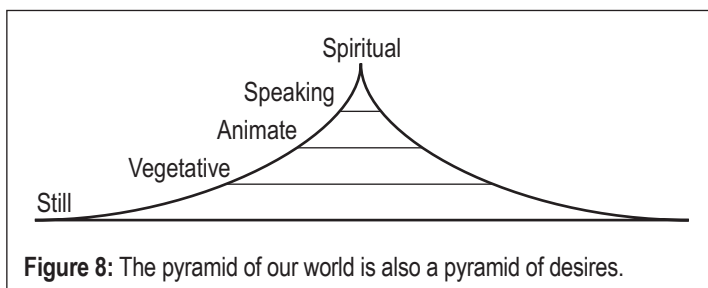 Spiritual
Speaking
Animate
Vegetative
Still
Figure 8: The pyramid of our world is also a pyramid of desires.